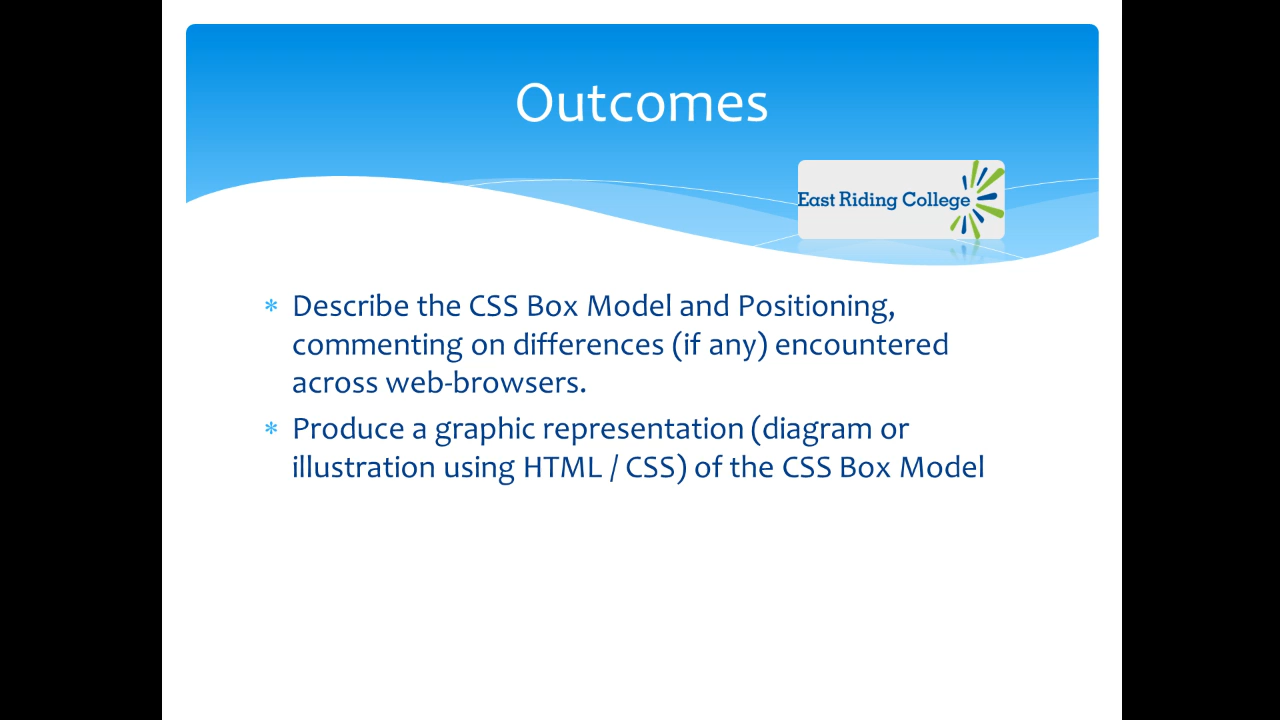 Outcomes
East Riding College
* Describe the CSS Box Model and Positioning,
commenting on differences (if any) encountered
across web-browsers.
* Produce a graphic representation (diagram or
illustration using HTML / CSS) of the CSS Box Model